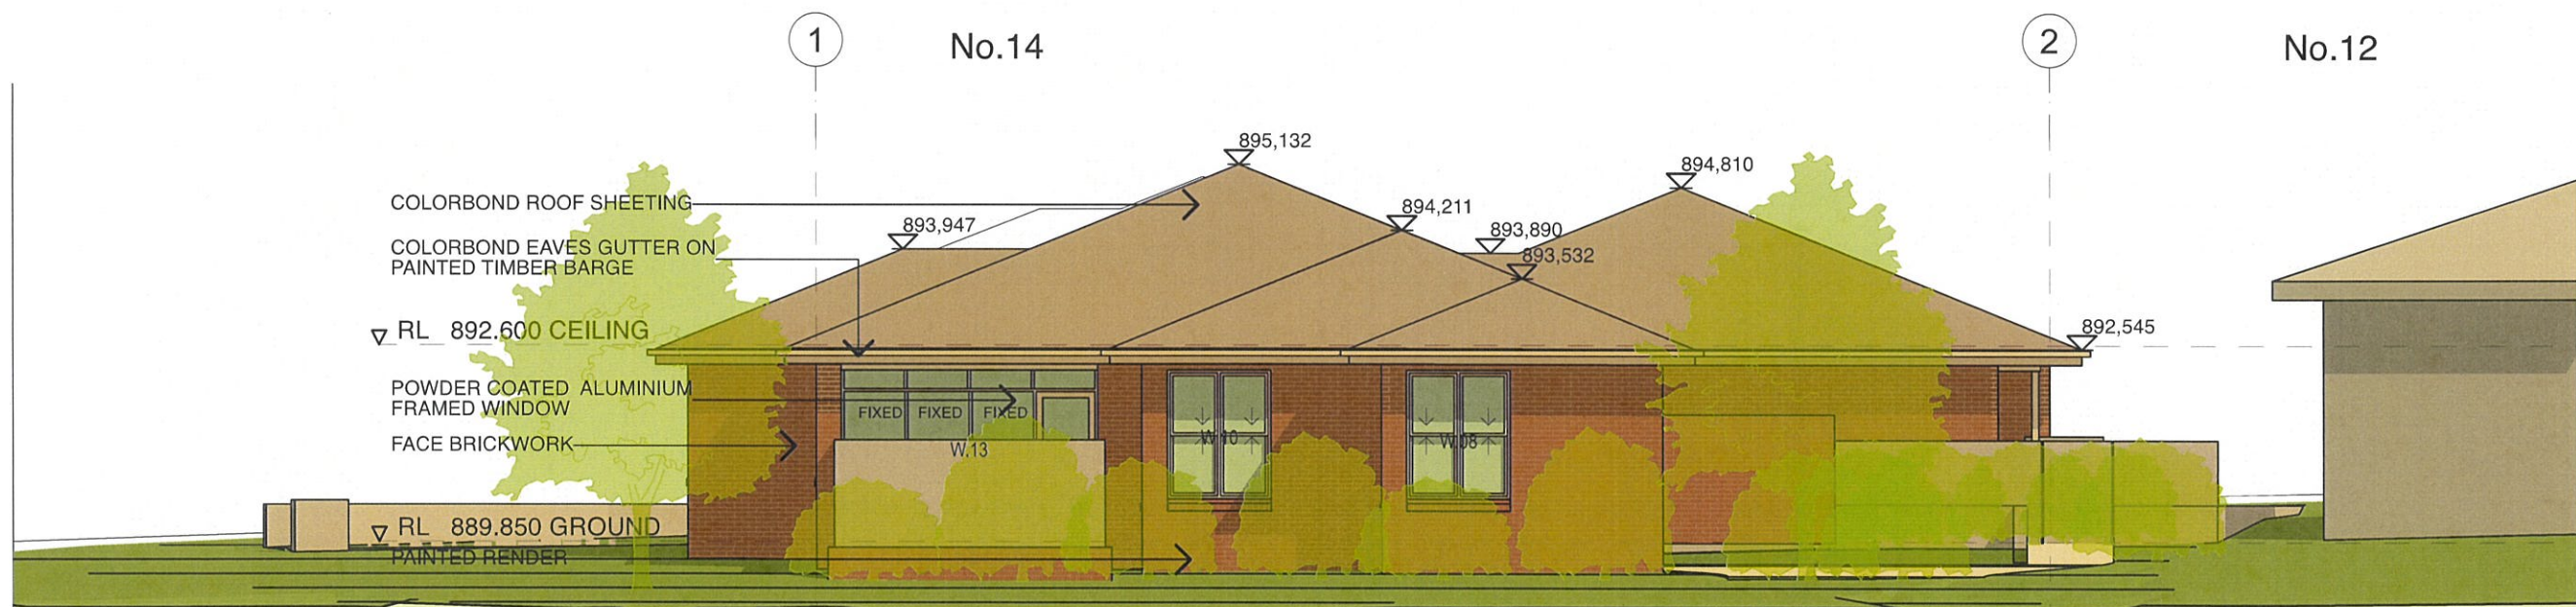 1
No.14
2
No.12
895,132
894,810
COLORBOND ROOF SHEETING
894,211
893,947
893,890
COLORBOND EAVES GUTTER ON
PAINTED TIMBER BARGE
893,532
RL 892.600 CEILING
892,545
POWDER COATED ALUMINIUM
FRAMED WINDOW
FIXED FIXED FIXED
FACE BRICKWORK
W.10
W.08
W.13
RL 889.850 GROUND
PAINTED RENDER